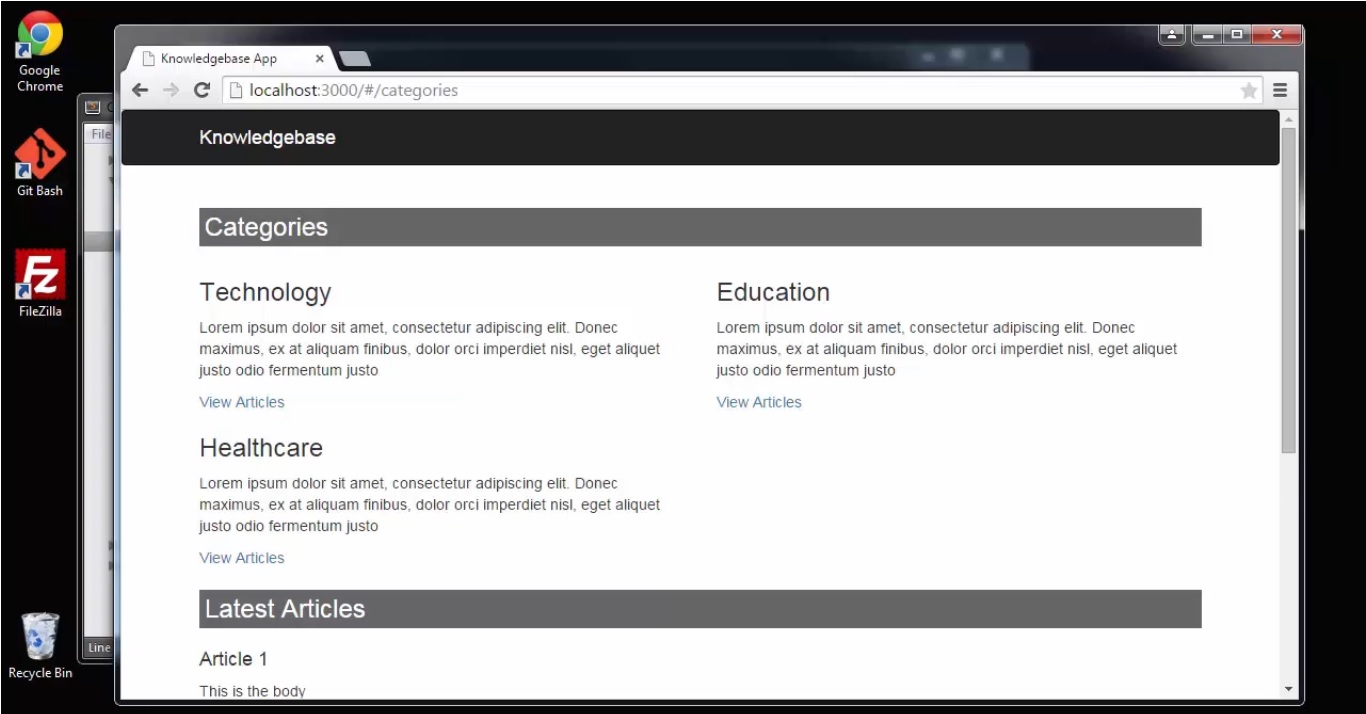 Google
Chrome
Git Bash
FileZilla
Recycle Bin
File
Line
Knowledgebase App
localhost:3000/#/categories
Knowledgebase
Categories
Technology
Lorem ipsum dolor sit amet, consectetur adipiscing elit. Donec
maximus, ex at aliquam finibus, dolor orci imperdiet nisl, eget aliquet
justo odio fermentum justo
View Articles
Education
Lorem ipsum dolor sit amet, consectetur adipiscing elit. Donec
maximus, ex at aliquam finibus, dolor orci imperdiet nisl, eget aliquet
justo odio fermentum justo
View Articles
Healthcare
Lorem ipsum dolor sit amet, consectetur adipiscing elit. Donec
maximus, ex at aliquam finibus, dolor orci imperdiet nisl, eget aliquet
justo odio fermentum justo
View Articles
Latest Articles
Article 1
This is the body